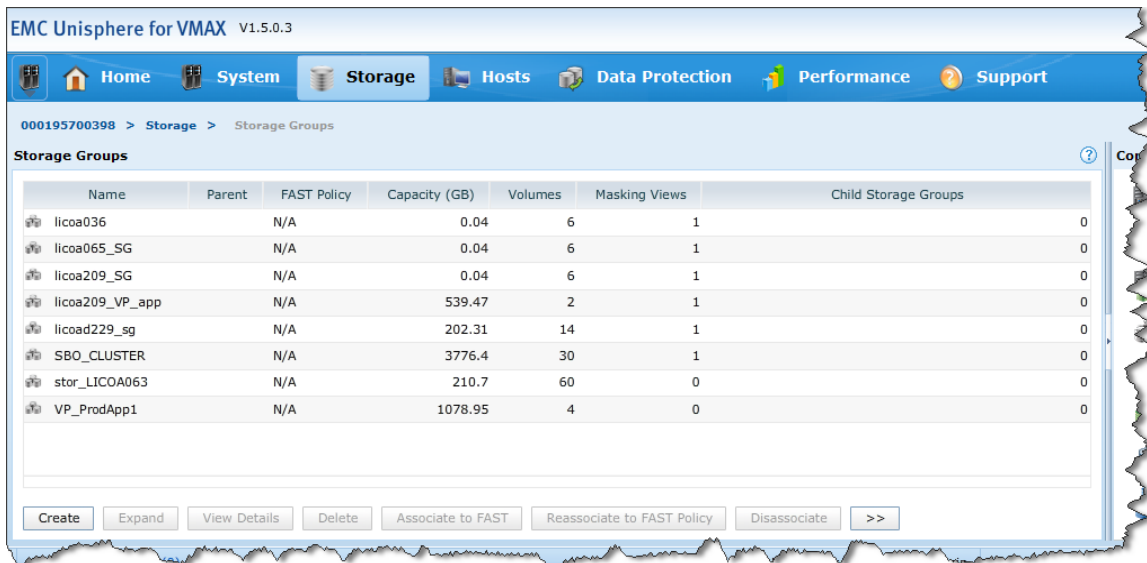 EMC Unisphere for VMAX V1.5.0.3
Home System Storage Hosts Data Protection Performance Support
000195700398 > Storage > Storage Groups
Storage Groups
Name Parent FAST Policy Capacity (GB) Volumes Masking Views Child Storage Groups
licoa036 N/A 0.04 6 1 0
licoa065_SG N/A 0.04 6 1 0
licoa209_SG N/A 0.04 6 1 0
licoa209_VP_app N/A 539.47 2 1 0
licoad229_sg N/A 202.31 14 1 0
SBO_CLUSTER N/A 3776.4 30 1 0
stor_LICOA063 N/A 210.7 60 0 0
VP_ProdApp1 N/A 1078.95 4 0 0
Create Expand View Details Delete Associate to FAST Reassociate to FAST Policy Disassociate >>